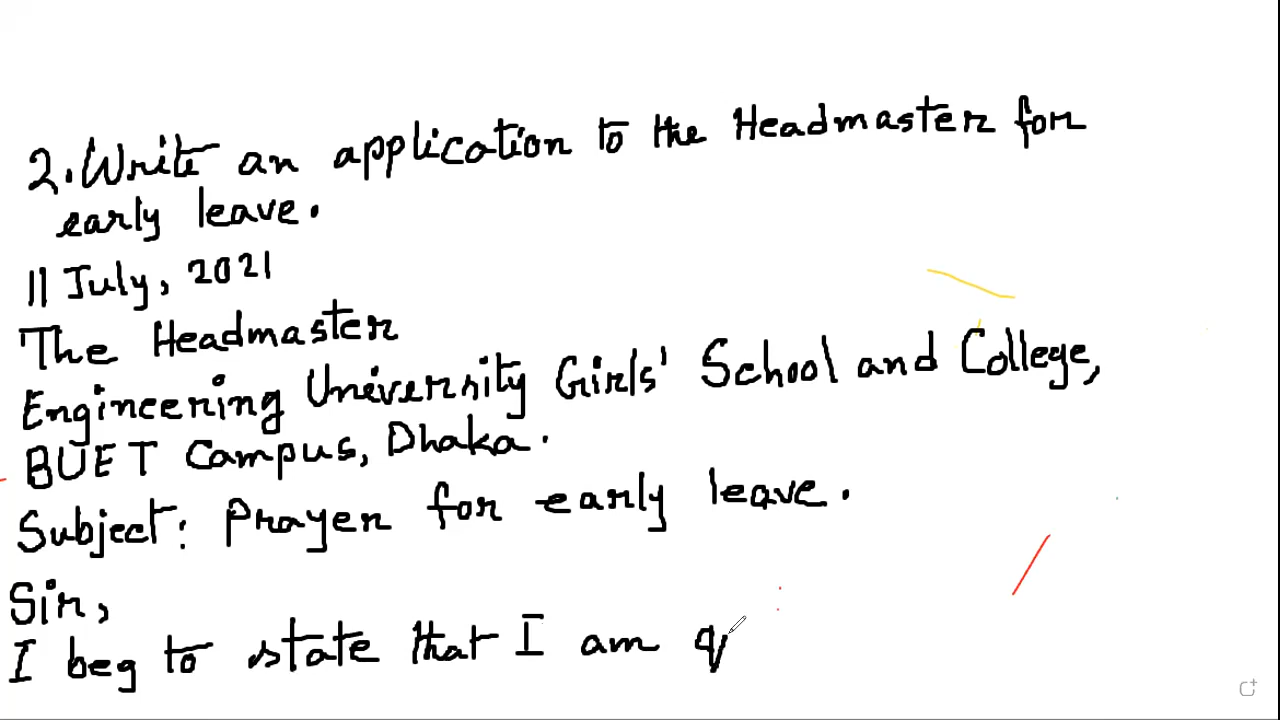 2. Write an application to the Headmaster for
early leave.
11 July, 2021
The Headmaster
Engineering University Girls' School and College,
BUET Campus, Dhaka.
Subject: Prayer for early leave.
Sir,
I beg to state that I am q